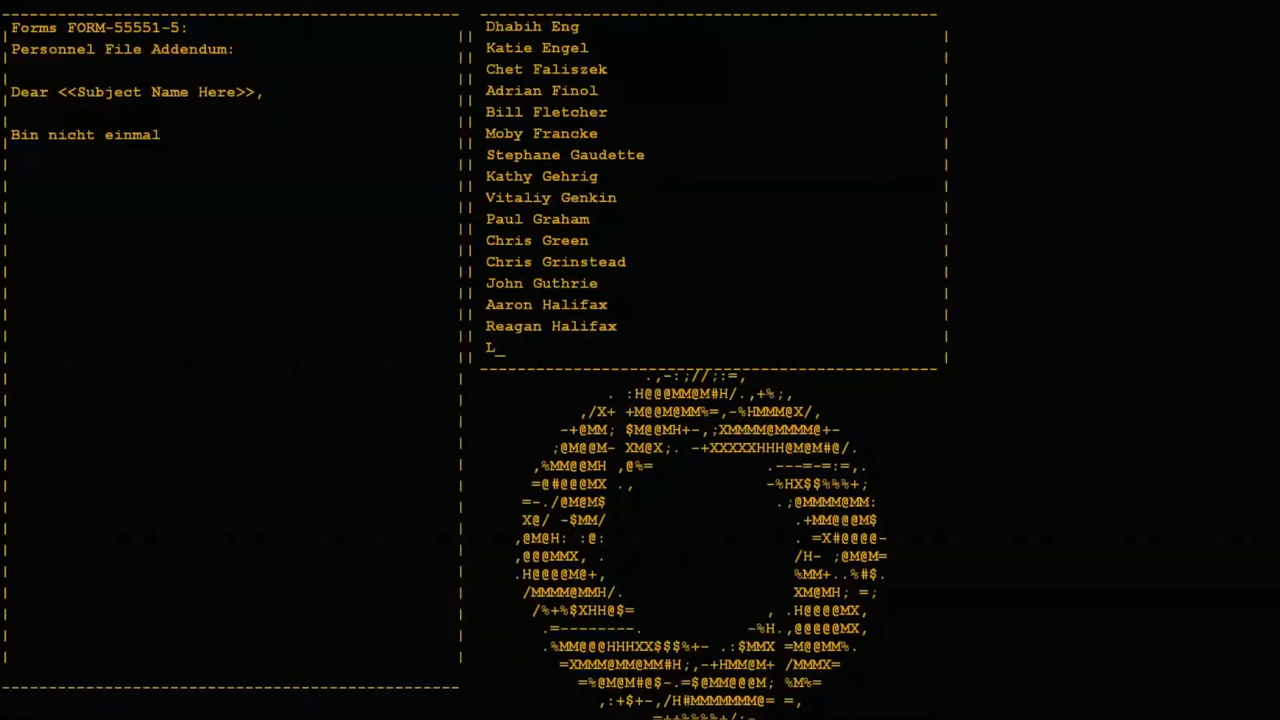 Forms FORM-55551-5:
Personnel File Addendum:
Dear <<Subject Name Here>>,
Bin nicht einmal
Dhabih Eng
Katie Engel
Chet Faliszek
Adrian Finol
Bill Fletcher
Moby Francke
Stephane Gaudette
Kathy Gehrig
Vitaliy Genkin
Paul Graham
Chris Green
Chris Grinstead
John Guthrie
Aaron Halifax
Reagan Halifax
L_